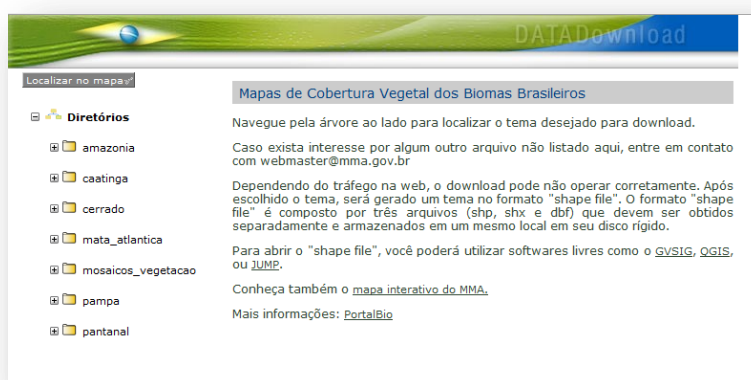 DATADownload
Localizar no mapa
Mapas de Cobertura Vegetal dos Biomas Brasileiros
Diretórios
amazonia
caatinga
cerrado
mata_atlantica
mosaicos_vegetacao
pampa
pantanal
Navegue pela árvore ao lado para localizar o tema desejado para download.
Caso exista interesse por algum outro arquivo não listado aqui, entre em contato
com webmaster@mma.gov.br
Dependendo do tráfego na web, o download pode não operar corretamente. Após
escolhido o tema, será gerado um tema no formato "shape file". O formato "shape
file" é composto por três arquivos (shp, shx e dbf) que devem ser obtidos
separadamente e armazenados em um mesmo local em seu disco rígido.
Para abrir o "shape file", você poderá utilizar softwares livres como o GVSIG, QGIS,
ou JUMP.
Conheça também o mapa interativo do MMA.
Mais informações: PortalBio